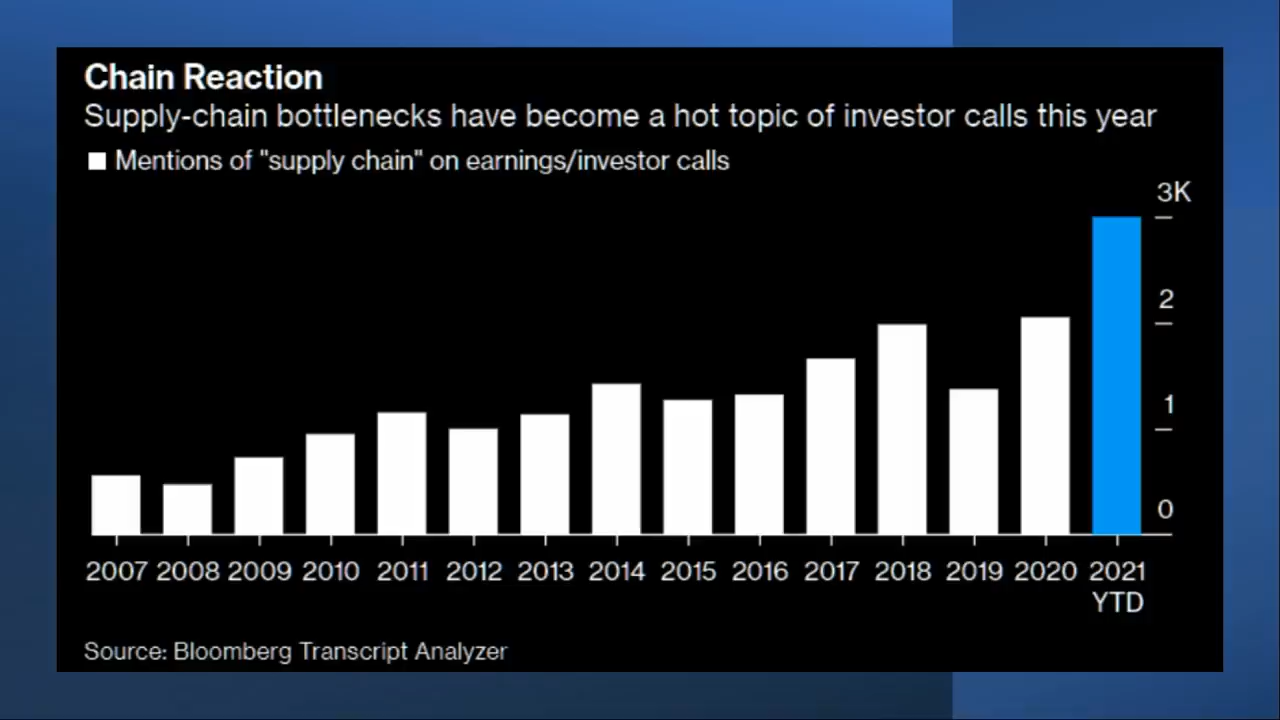 Chain Reaction
Supply-chain bottlenecks have become a hot topic of investor calls this year
Mentions of "supply chain" on earnings/investor calls
3K
2
1
0
2007 2008 2009 2010 2011 2012 2013 2014 2015 2016 2017 2018 2019 2020 2021
YTD
Source: Bloomberg Transcript Analyzer